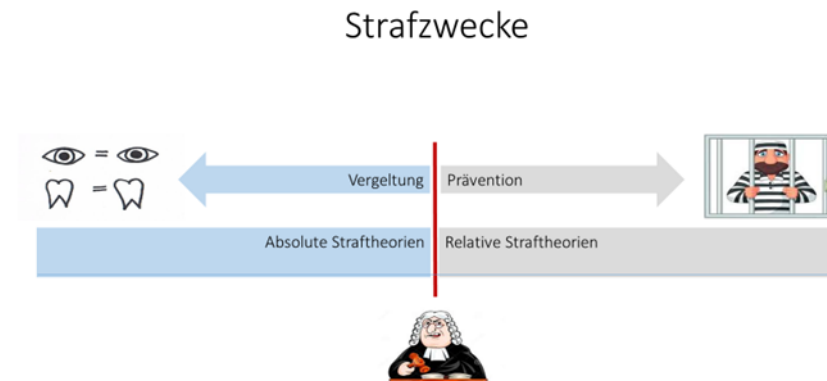 Strafzwecke
= 
=
Vergeltung
Prävention
Absolute Straftheorien
Relative Straftheorien